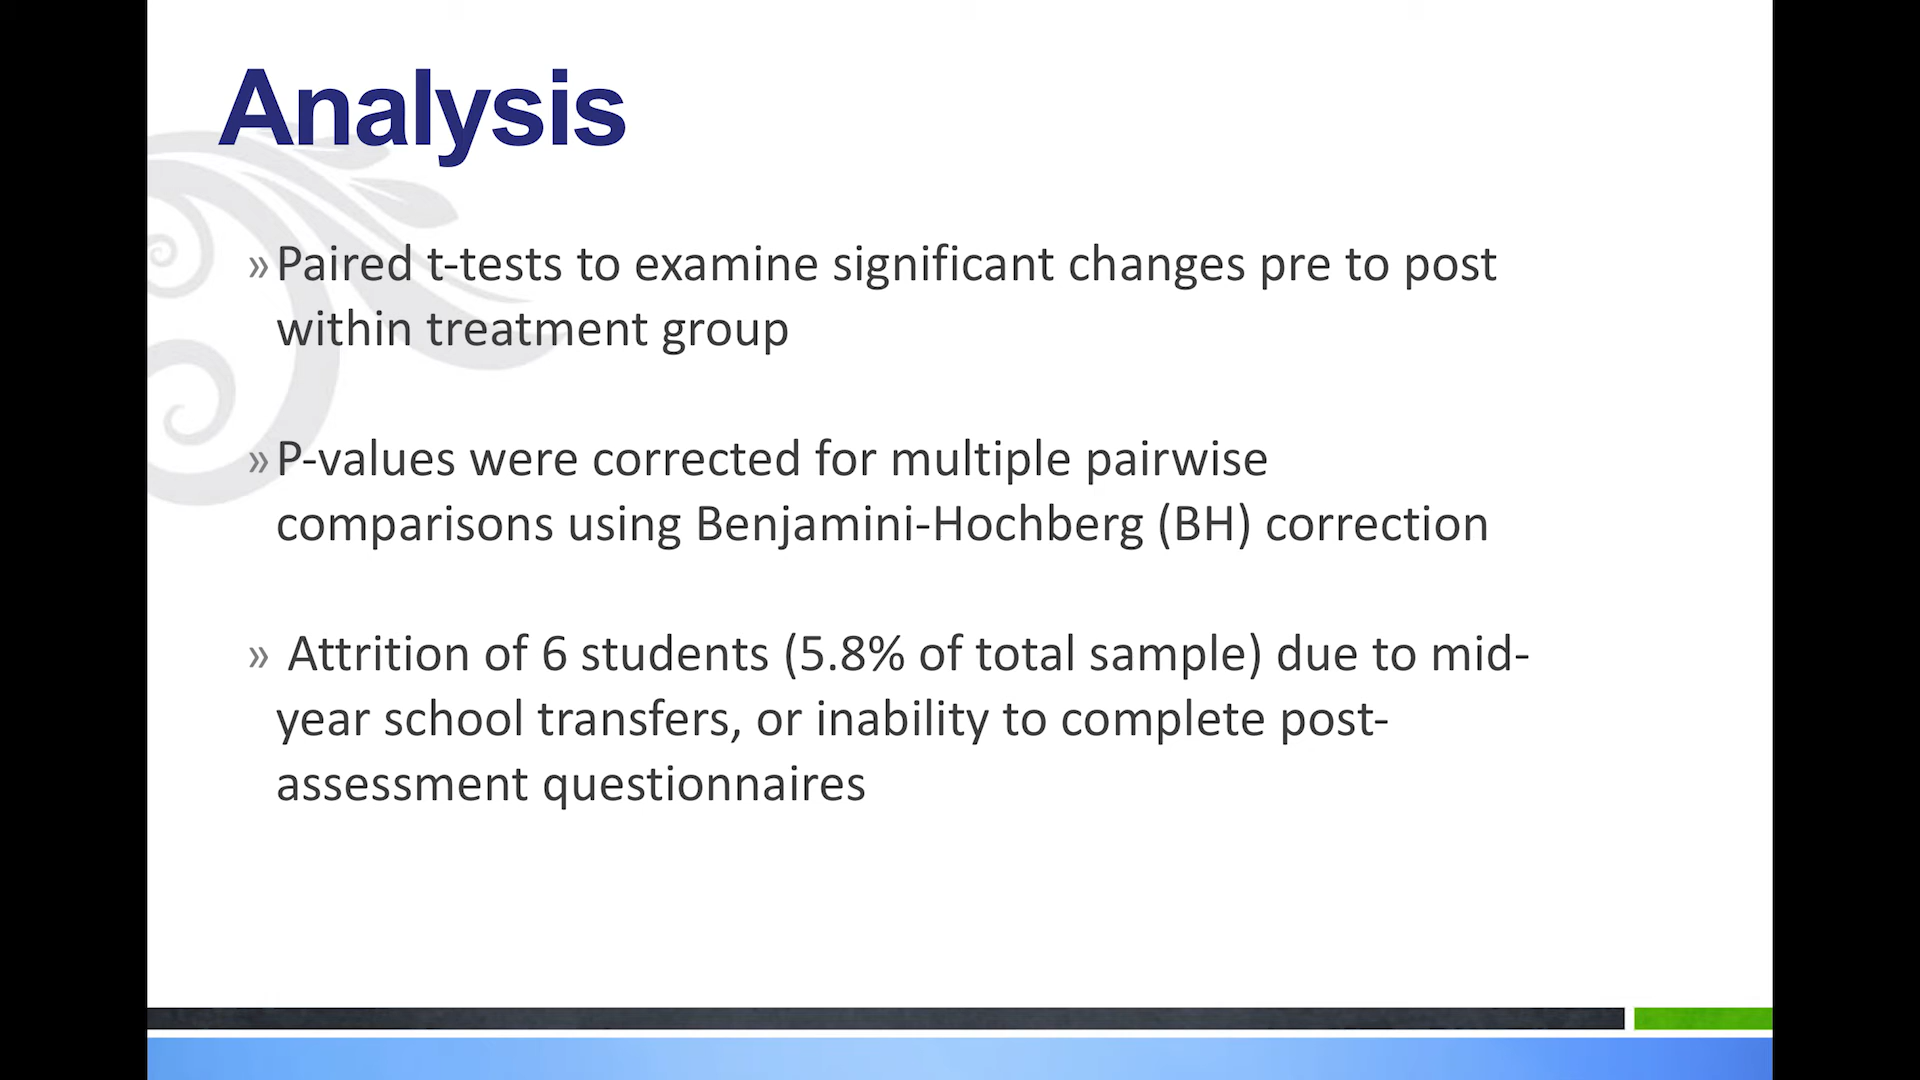 Analysis
» Paired t-tests to examine significant changes pre to post
within treatment group
» P-values were corrected for multiple pairwise
comparisons using Benjamini-Hochberg (BH) correction
» Attrition of 6 students (5.8% of total sample) due to mid-
year school transfers, or inability to complete post-
assessment questionnaires